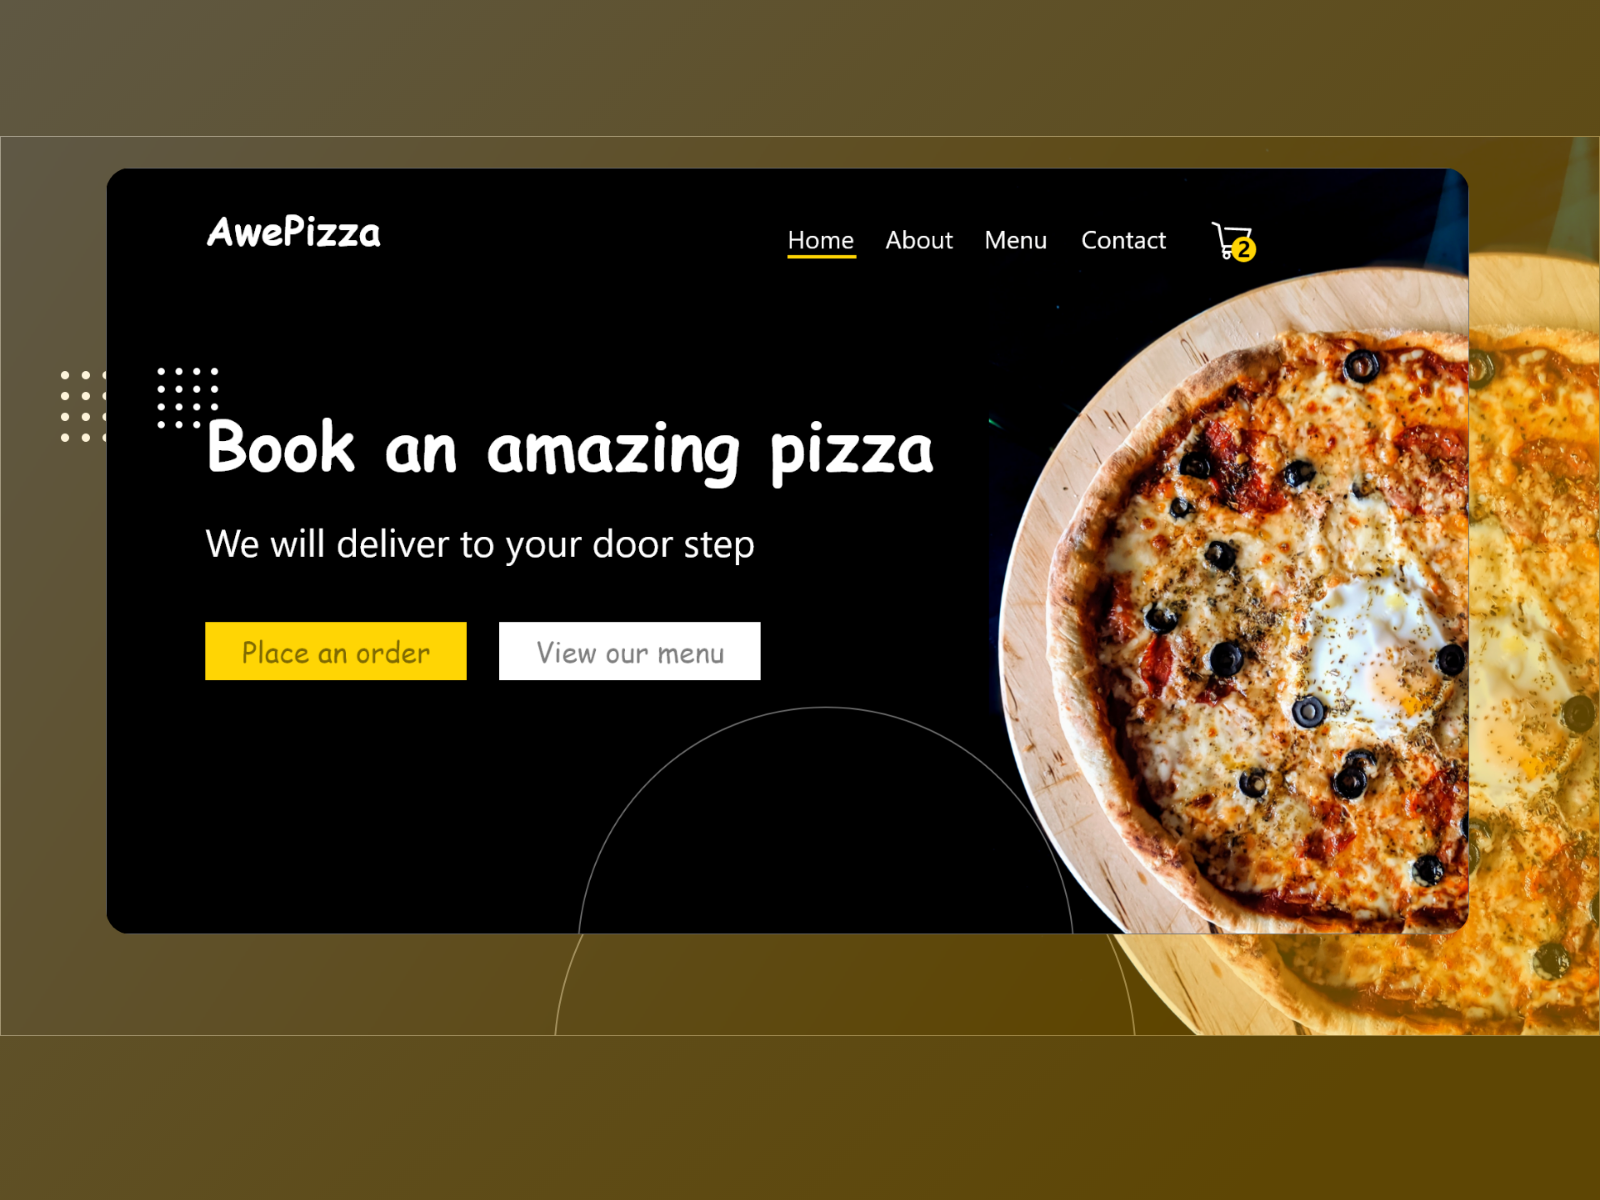 AwePizza
Home About Menu Contact 2
Book an amazing pizza
We will deliver to your door step
Place an order View our menu